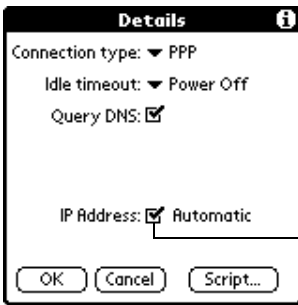 Details
Connection type: PPP
Idle timeout: Power Off
Query DNS:
IP Address: Automatic
OK Cancel Script...